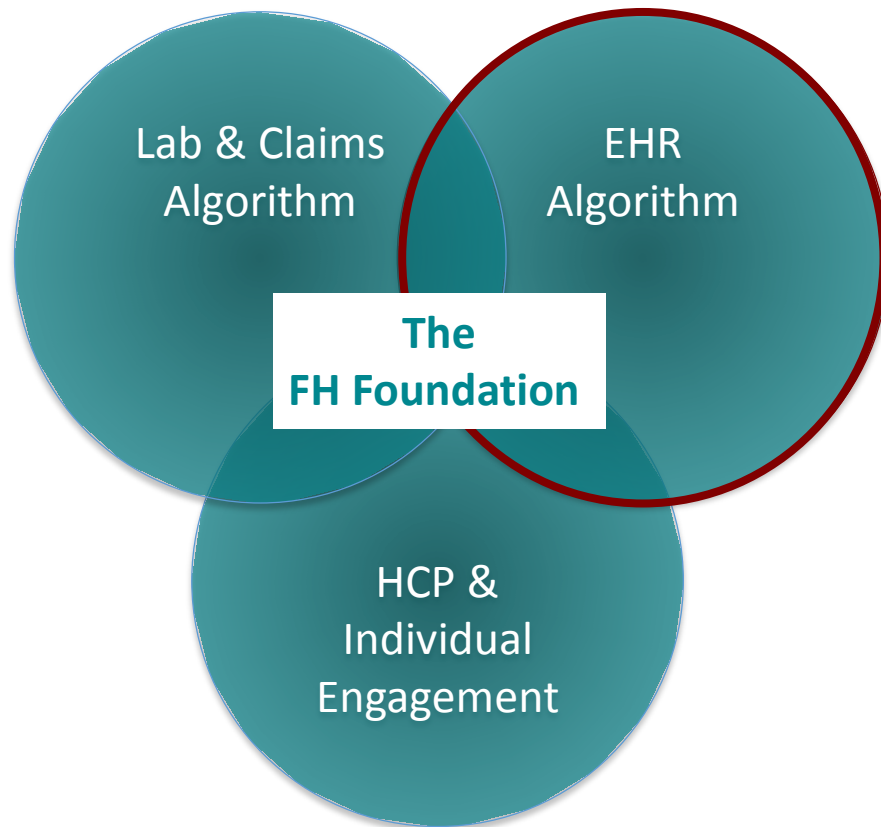 Lab & Claims
Algorithm
EHR
Algorithm
The
FH Foundation
HCP &
Individual
Engagement